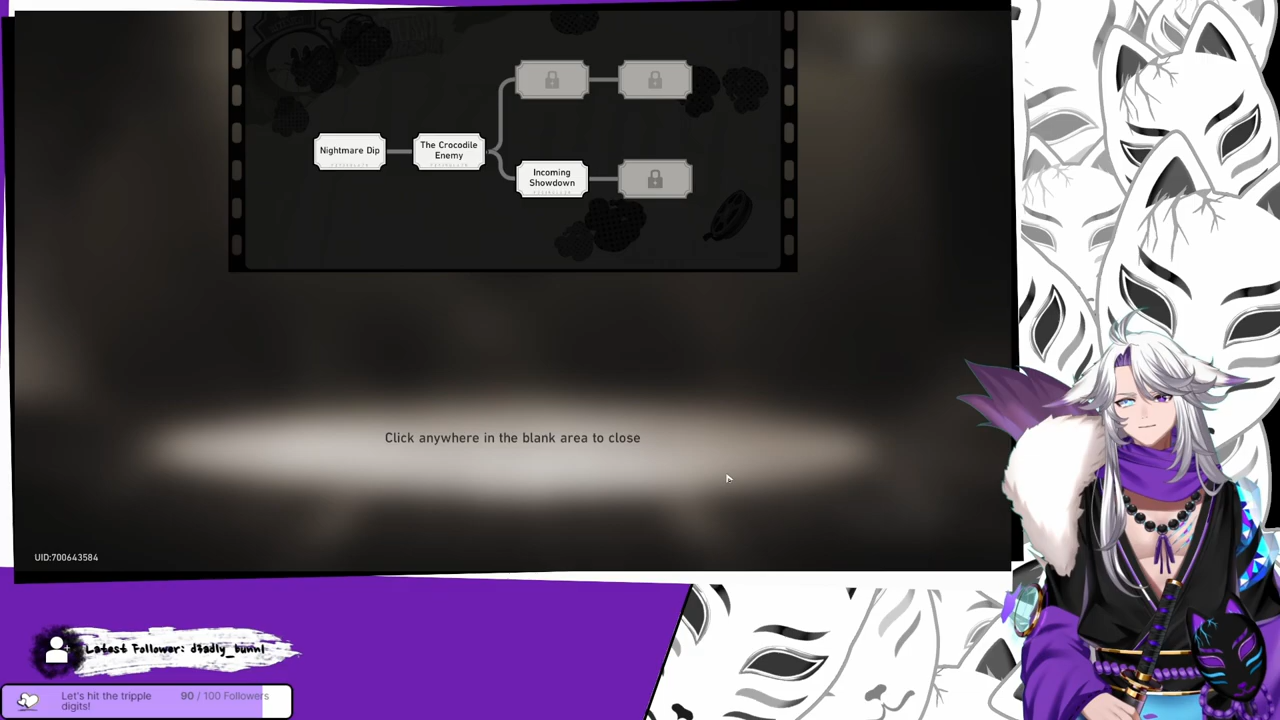 Nightmare Dip
The Crocodile
Enemy
Incoming
Showdown
Click anywhere in the blank area to close
UID:700643584
Latest Follower: d3adly_bunn1
Let's hit the tripple
digits!
90 / 100 Followers